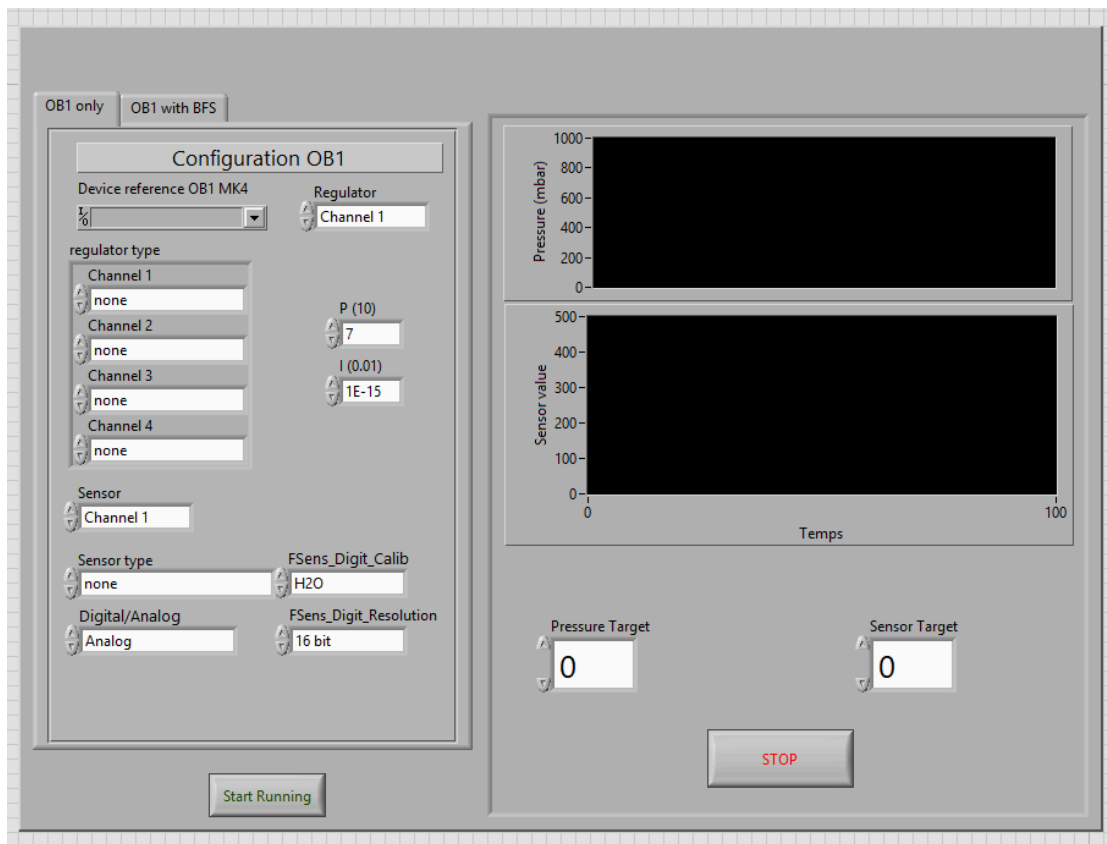 OB1 only
OB1 with BFS
Configuration OB1
Device reference OB1 MK4
Regulator
I/0
Channel 1
regulator type
Channel 1
none
Channel 2
none
Channel 3
none
Channel 4
none
P (10)
7
I (0.01)
1E-15
Sensor
Channel 1
Sensor type
none
FSens_Digit_Calib
H2O
Digital/Analog
Analog
FSens_Digit_Resolution
16 bit
Start Running
Pressure (mbar)
1000
800
600
400
200
0
Sensor value
500
400
300
200
100
0
0
100
Temps
Pressure Target
0
Sensor Target
0
STOP